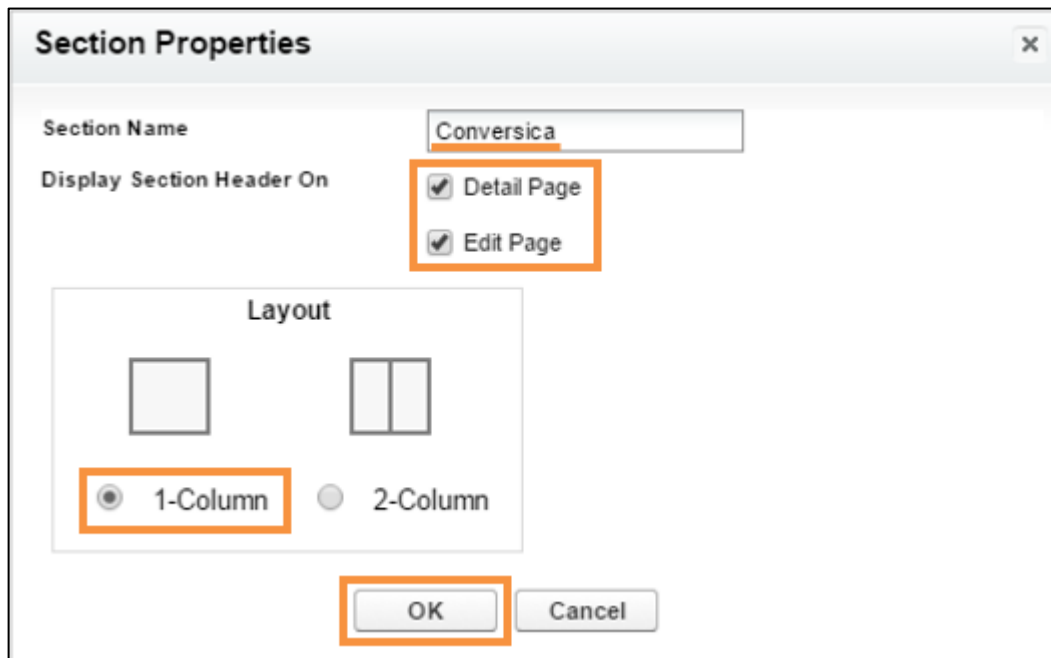 Section Properties
Section Name
Conversica
Display Section Header On
Detail Page
Edit Page
Layout
1-Column
2-Column
OK
Cancel